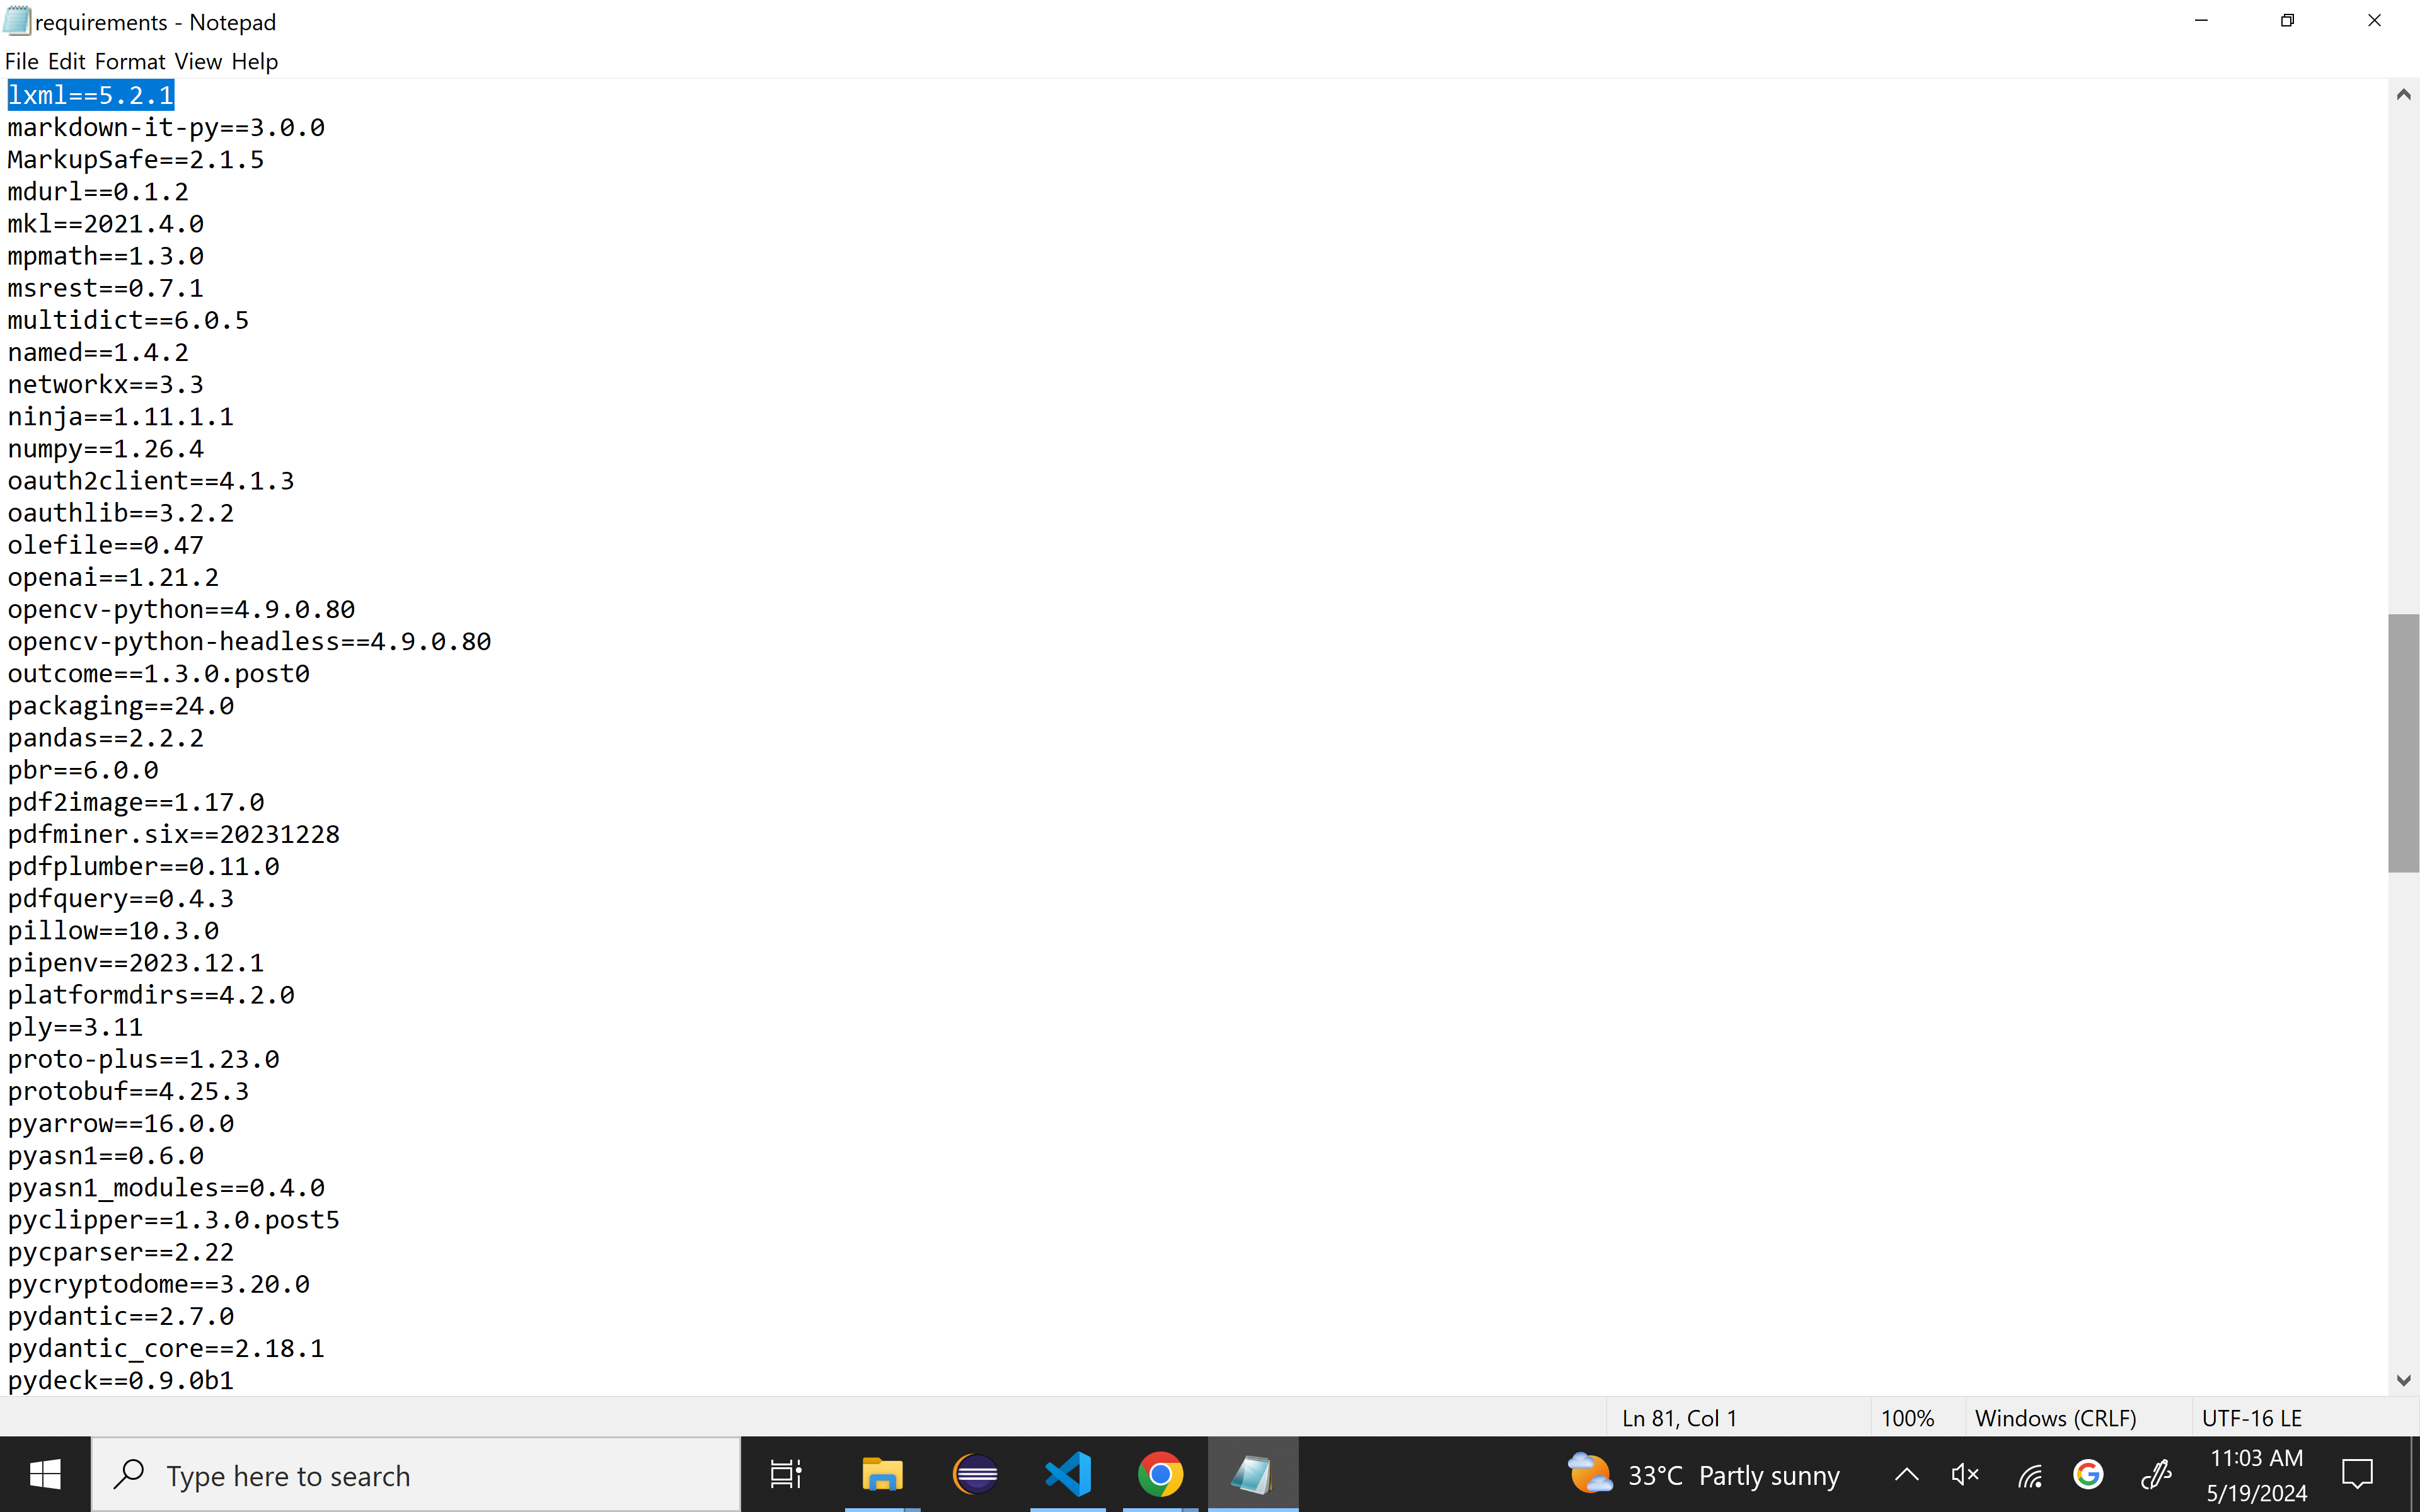 requirements - Notepad
File Edit Format View Help
lxml==5.2.1
markdown-it-py==3.0.0
MarkupSafe==2.1.5
mdurl==0.1.2
mkl==2021.4.0
mpmath==1.3.0
msrest==0.7.1
multidict==6.0.5
named==1.4.2
networkx==3.3
ninja==1.11.1.1
numpy==1.26.4
oauth2client==4.1.3
oauthlib==3.2.2
olefile==0.47
openai==1.21.2
opencv-python==4.9.0.80
opencv-python-headless==4.9.0.80
outcome==1.3.0.post0
packaging==24.0
pandas==2.2.2
pbr==6.0.0
pdf2image==1.17.0
pdfminer.six==20231228
pdfplumber==0.11.0
pdfquery==0.4.3
pillow==10.3.0
pipenv==2023.12.1
platformdirs==4.2.0
ply==3.11
proto-plus==1.23.0
protobuf==4.25.3
pyarrow==16.0.0
pyasn1==0.6.0
pyasn1_modules==0.4.0
pyclipper==1.3.0.post5
pycparser==2.22
pycryptodome==3.20.0
pydantic==2.7.0
pydantic_core==2.18.1
pydeck==0.9.0b1
Ln 81, Col 1 100% Windows (CRLF) UTF-16 LE
Type here to search 33°C Partly sunny 11:03 AM
5/19/2024